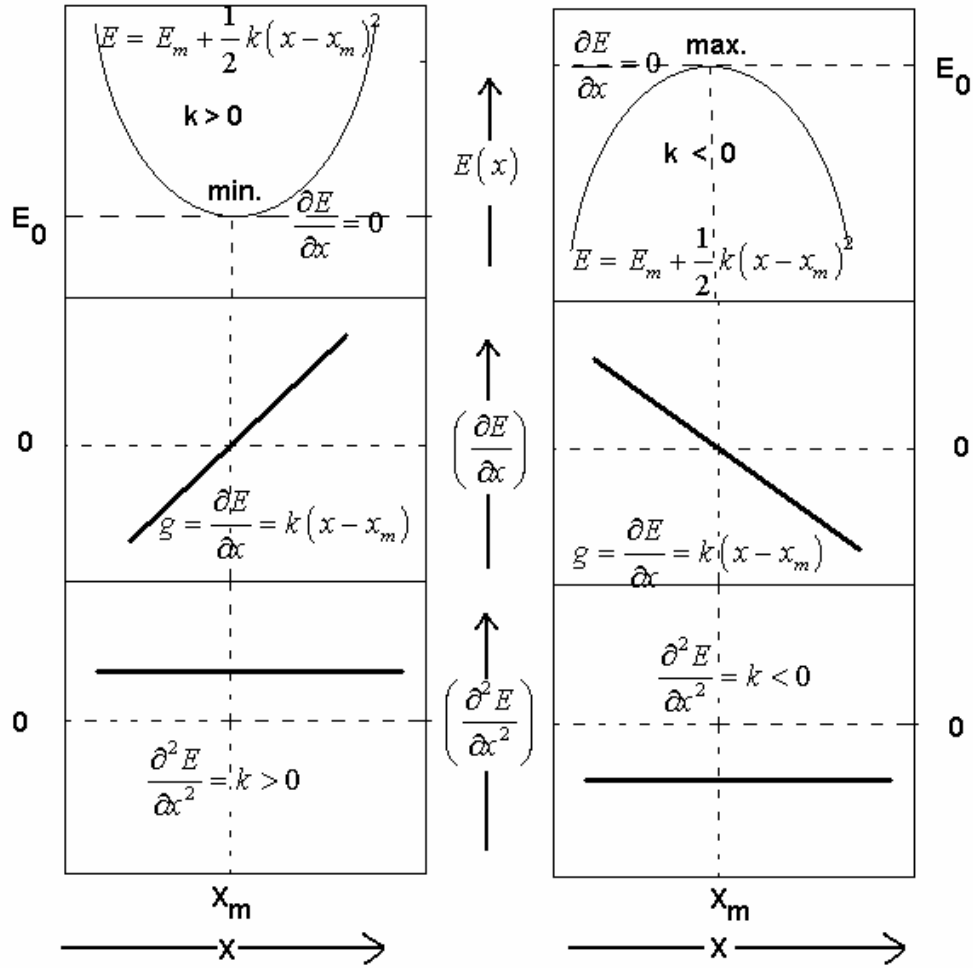 E = E_m + 1/2 k(x − x_m)^2
k > 0
min.
E_0
∂E/∂x = 0
E(x)
∂E/∂x = 0
max.
E_0
k < 0
E = E_m + 1/2 k(x − x_m)^2
0
g = ∂E/∂x = k(x − x_m)
(∂E/∂x)
0
g = ∂E/∂x = k(x − x_m)
0
∂²E/∂x² = k > 0
(∂²E/∂x²)
∂²E/∂x² = k < 0
0
X_m
X
X_m
X